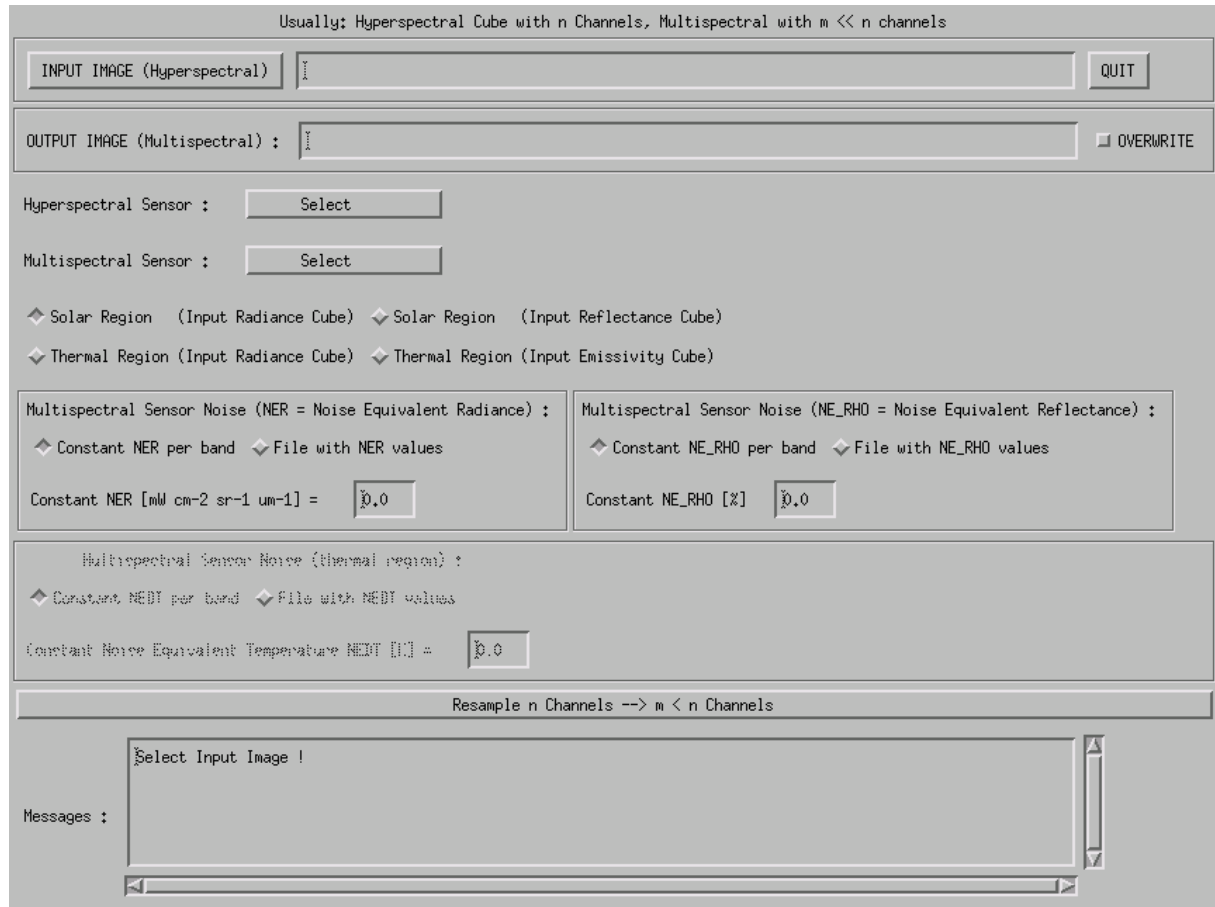 Usually: Hyperspectral Cube with n Channels, Multispectral with m << n channels
INPUT IMAGE (Hyperspectral) QUIT
OUTPUT IMAGE (Multispectral) : OVERWRITE
Hyperspectral Sensor : Select
Multispectral Sensor : Select
Solar Region (Input Radiance Cube) Solar Region (Input Reflectance Cube)
Thermal Region (Input Radiance Cube) Thermal Region (Input Emissivity Cube)
Multispectral Sensor Noise (NER = Noise Equivalent Radiance) :
Constant NER per band File with NER values
Constant NER [mW cm-2 sr-1 um-1] = 0.0
Multispectral Sensor Noise (NE_RHO = Noise Equivalent Reflectance) :
Constant NE_RHO per band File with NE_RHO values
Constant NE_RHO [%] 0.0
Multispectral Sensor Noise (thermal region) :
Constant NEDT per band File with NEDT values
Constant Noise Equivalent Temperature NEDT [K] = 0.0
Resample n Channels --> m < n Channels
Select Input Image !
Messages :